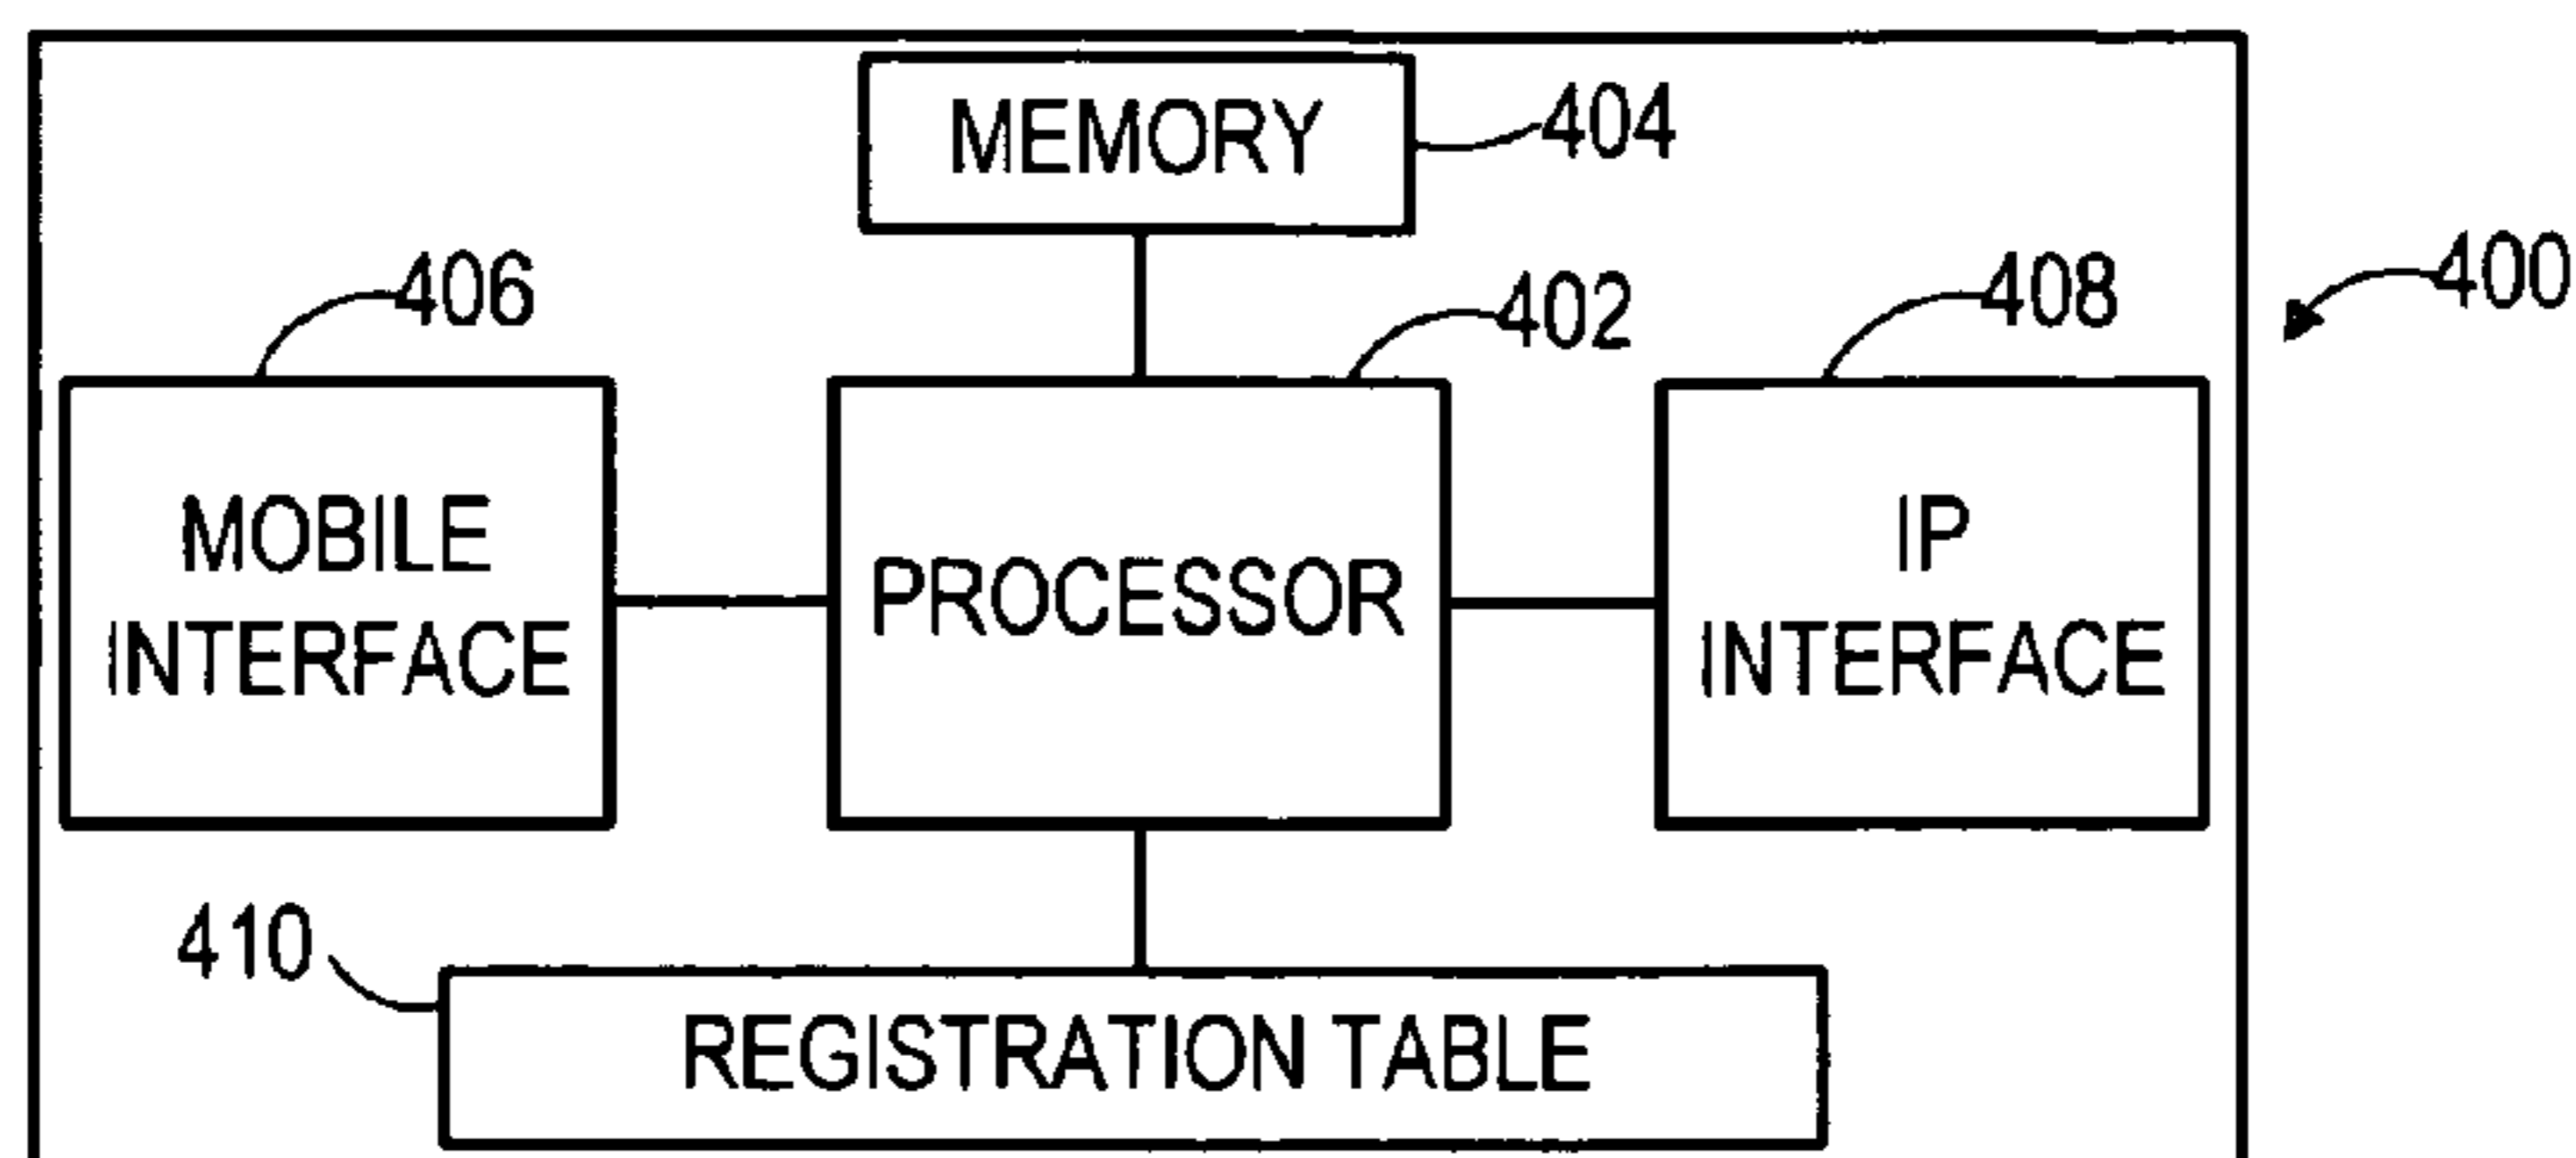 MEMORY
404
406
402
408
400
MOBILE
INTERFACE
PROCESSOR
IP
INTERFACE
410
REGISTRATION TABLE